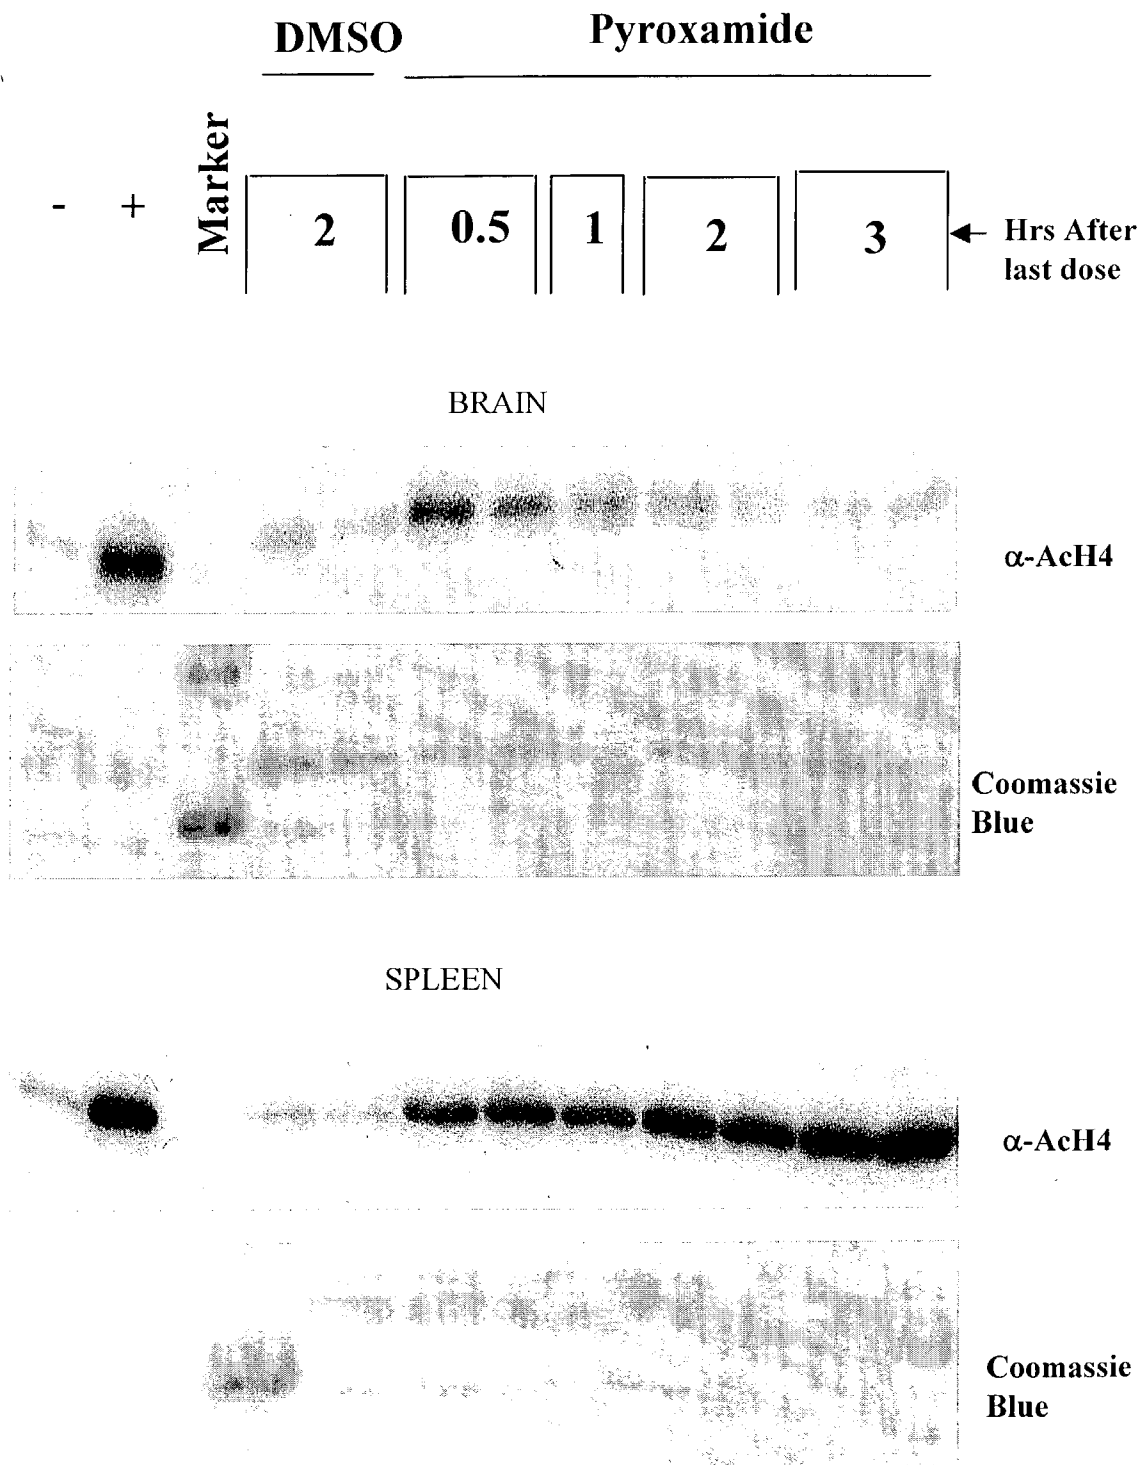 DMSO
Pyroxamide
- + Marker 2 0.5 1 2 3 Hrs After
last dose
BRAIN
α-AcH4
Coomassie
Blue
SPLEEN
α-AcH4
Coomassie
Blue